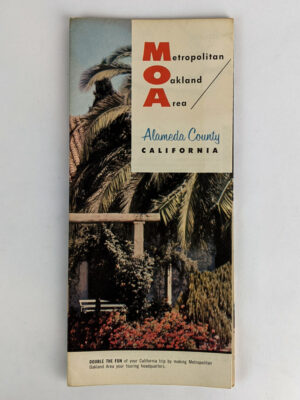 Metropolitan
Oakland
Area
Alameda County
CALIFORNIA
DOUBLE THE FUN of your California trip by making Metropolitan
Oakland Area your touring headquarters.